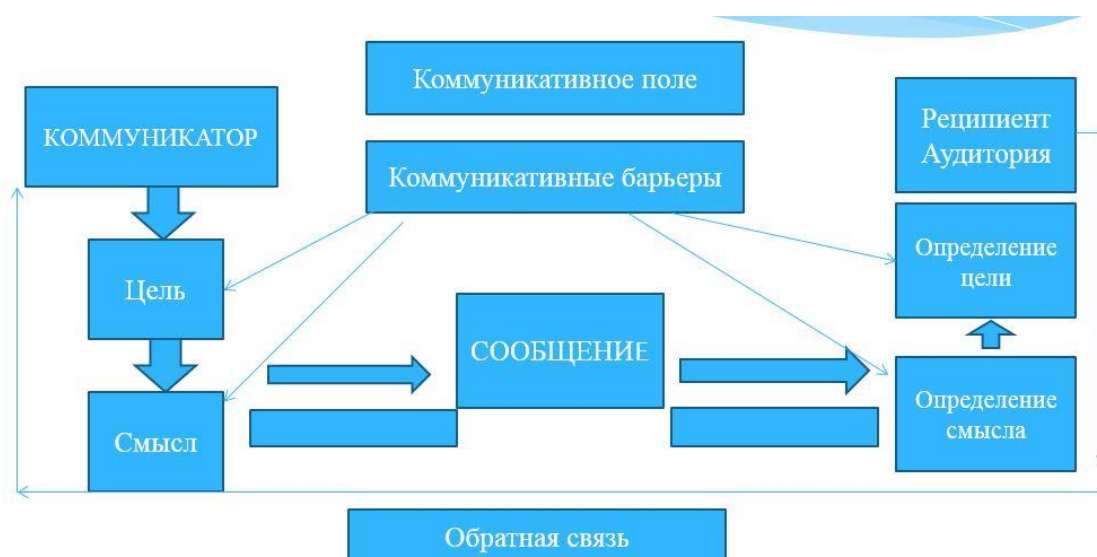 Коммуникативное поле
КОММУНИКАТОР
Реципиент
Аудитория
Коммуникативные барьеры
Цель
Определение
цели
СООБЩЕНИЕ
Смысл
Определение
смысла
Обратная связь